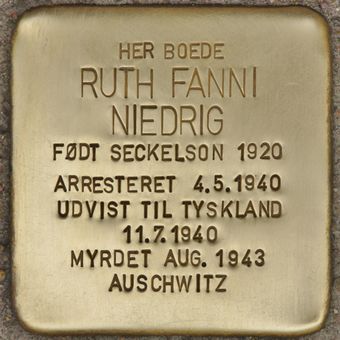 HER BOEDE
RUTH FANNI
NIEDRIG
FØDT SECKELSON 1920
ARRESTERET 4.5.1940
UDVIST TIL TYSKLAND
11.7.1940
MYRDET AUG. 1943
AUSCHWITZ